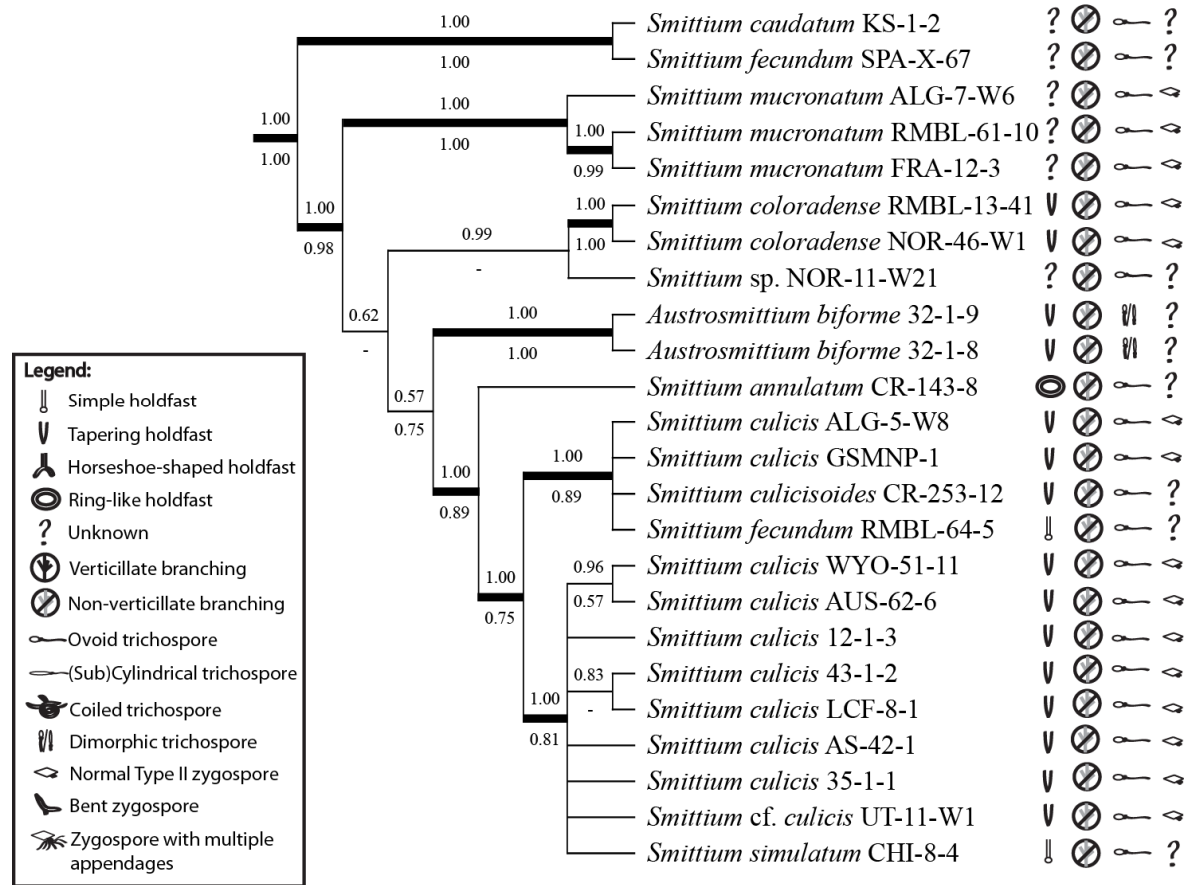 1.00
1.00
1.00
1.00
Smittium caudatum KS-1-2 ? ?
Smittium fecundum SPA-X-67 ? ?
1.00
1.00
Smittium mucronatum ALG-7-W6 ?
1.00
0.99
Smittium mucronatum RMBL-61-10 ?
Smittium mucronatum FRA-12-3 ?
1.00
0.98
0.99
-
1.00
1.00
Smittium coloradense RMBL-13-41
Smittium coloradense NOR-46-W1
Smittium sp. NOR-11-W21 ? ?
0.62
-
1.00
1.00
Austrosmittium biforme 32-1-9 ?
Austrosmittium biforme 32-1-8 ?
0.57
0.75
Smittium annulatum CR-143-8 ?
1.00
0.89
1.00
0.89
Smittium culicis ALG-5-W8
Smittium culicis GSMNP-1
Smittium culicisoides CR-253-12 ?
Smittium fecundum RMBL-64-5 ?
1.00
0.75
0.96
0.57
Smittium culicis WYO-51-11
Smittium culicis AUS-62-6
Smittium culicis 12-1-3
0.83
-
Smittium culicis 43-1-2
Smittium culicis LCF-8-1
1.00
0.81
Smittium culicis AS-42-1
Smittium culicis 35-1-1
Smittium cf. culicis UT-11-W1
Smittium simulatum CHI-8-4 ?
Legend:
Simple holdfast
Tapering holdfast
Horseshoe-shaped holdfast
Ring-like holdfast
? Unknown
Verticillate branching
Non-verticillate branching
Ovoid trichospore
(Sub)Cylindrical trichospore
Coiled trichospore
Dimorphic trichospore
Normal Type II zygospore
Bent zygospore
Zygospore with multiple
appendages